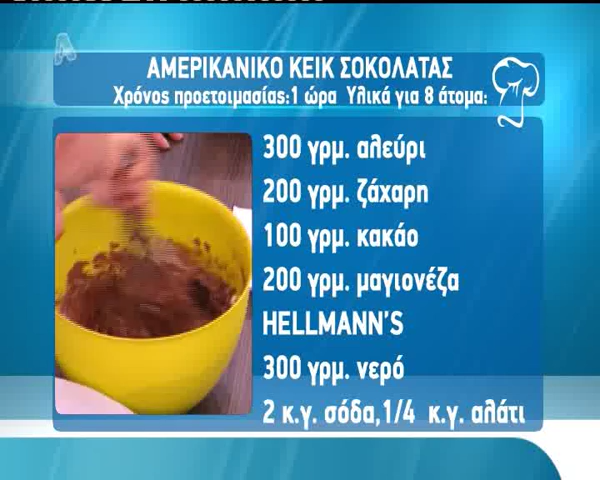 ΑΜΕΡΙΚΑΝΙΚΟ ΚΕΙΚ ΣΟΚΟΛΑΤΑΣ
Χρόνος προετοιμασίας:1 ώρα Υλικά για 8 άτομα:
300 γρμ. αλεύρι
200 γρμ. ζάχαρη
100 γρμ. κακάο
200 γρμ. μαγιονέζα
HELLMANN'S
300 γρμ. νερό
2 κ.γ. σόδα,1/4 κ.γ. αλάτι